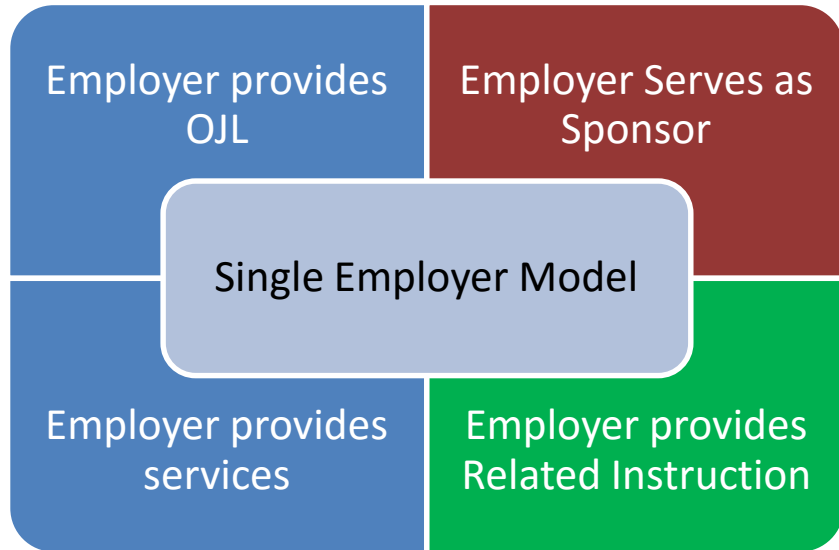 Employer provides
OJL
Employer Serves as
Sponsor
Single Employer Model
Employer provides
services
Employer provides
Related Instruction